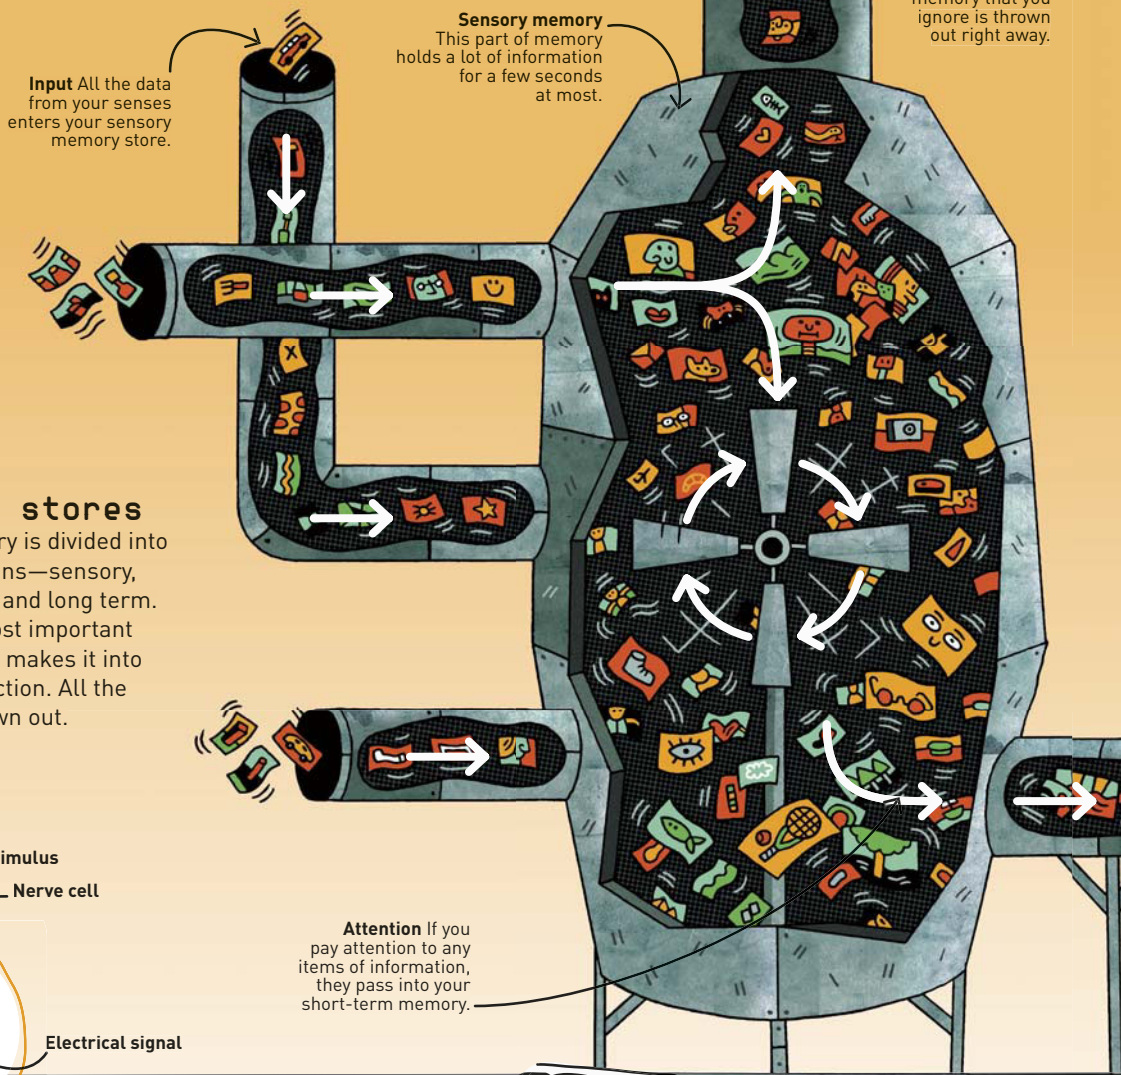 memory that you
ignore is thrown
out right away.
Sensory memory
This part of memory
holds a lot of information
for a few seconds
at most.
Input All the data
from your senses
enters your sensory
memory store.
stores
ry is divided into
ns—sensory,
and long term.
ost important
makes it into
ction. All the
wn out.
imulus
Nerve cell
Attention If you
pay attention to any
items of information,
they pass into your
short-term memory.
Electrical signal